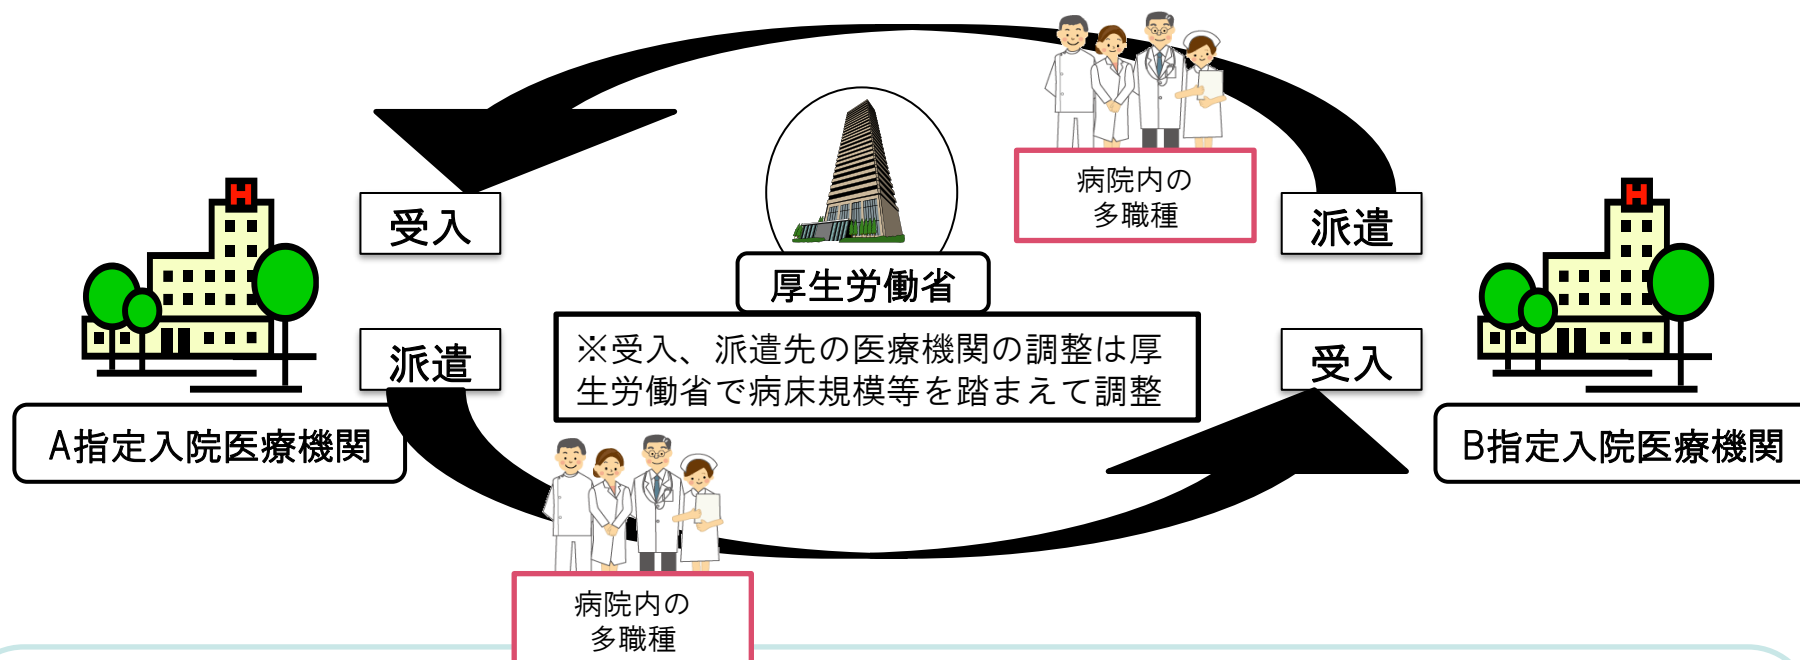 病院内の
多職種
H
受入
派遣
H
厚生労働省
※受入、派遣先の医療機関の調整は厚
生労働省で病床規模等を踏まえて調整
派遣
受入
A指定入院医療機関
B指定入院医療機関
病院内の
多職種